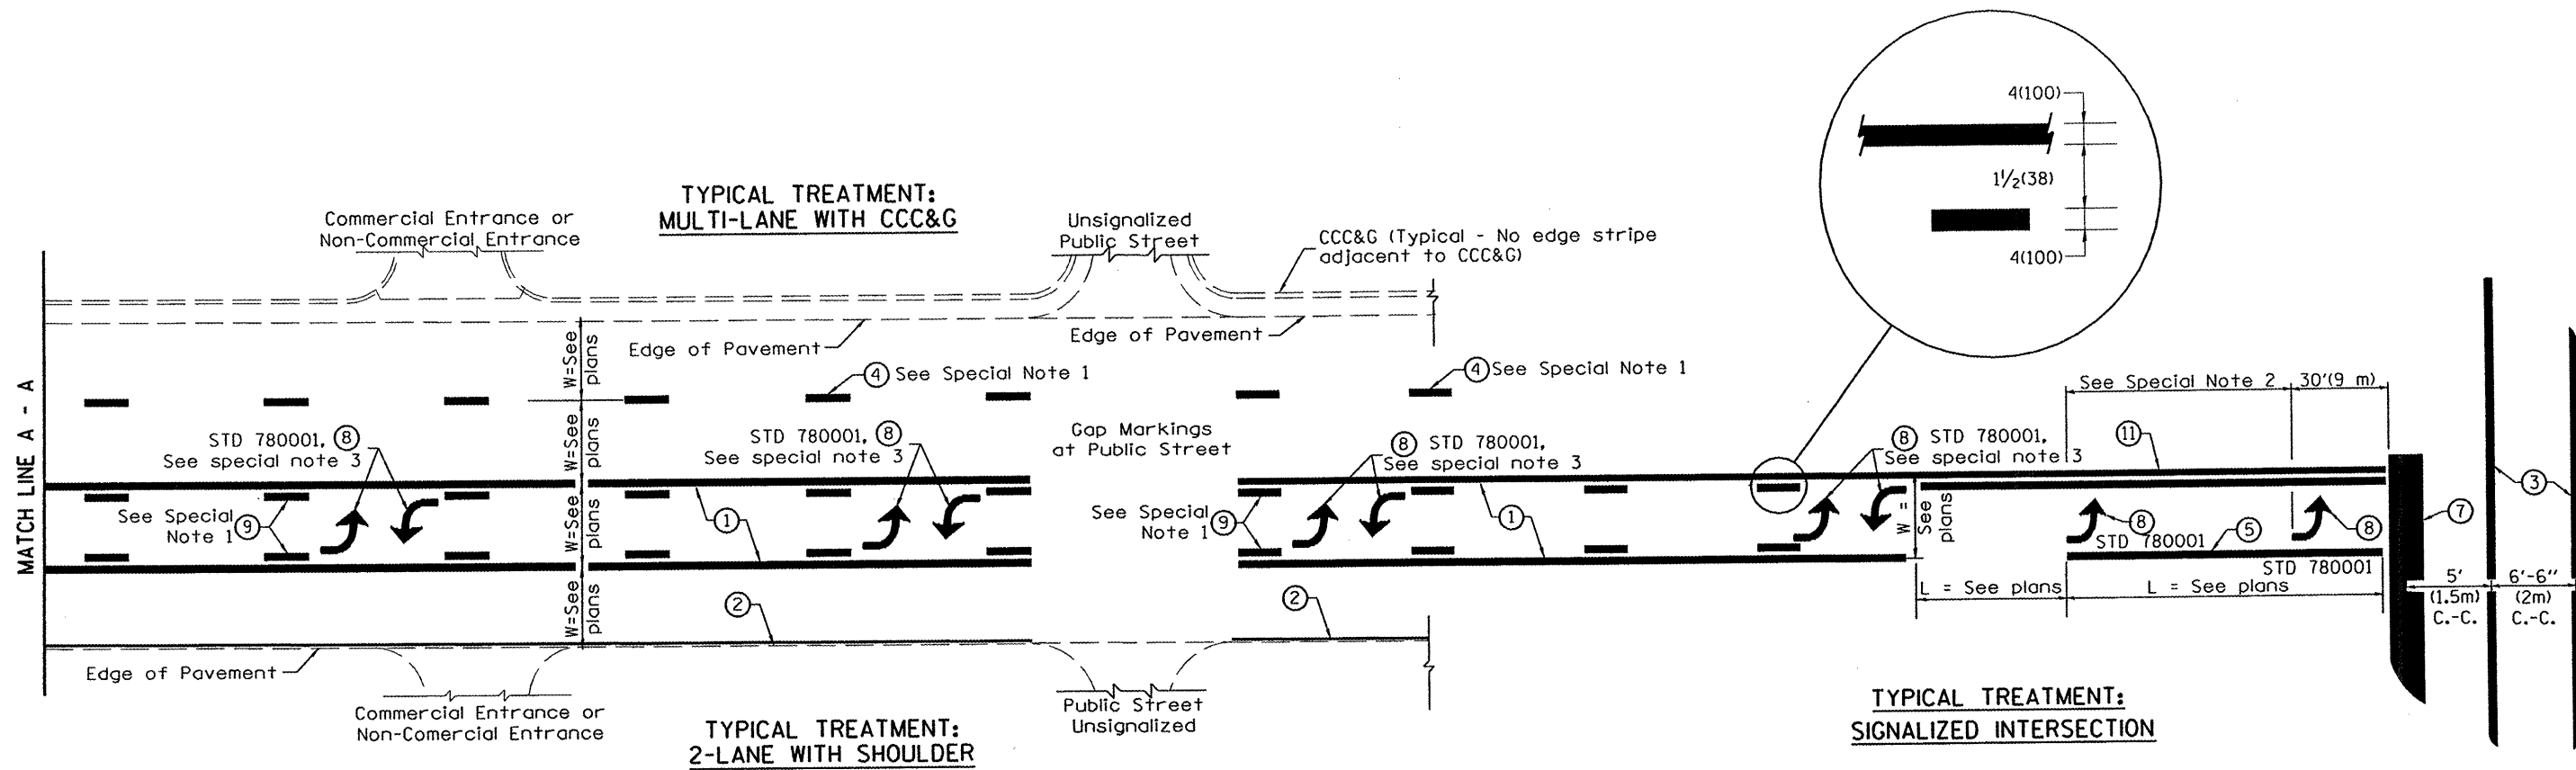 TYPICAL TREATMENT:
MULTI-LANE WITH CCC&G
Commercial Entrance or
Non-Commercial Entrance
Unsignalized
Public Street
CCC&G (Typical - No edge stripe
adjacent to CCC&G)
4(100)
1½(38)
4(100)
MATCH LINE A - A
W=See
plans
Edge of Pavement
Edge of Pavement
4 See Special Note 1
4 See Special Note 1
See Special Note 2
30'(9 m)
STD 780001, 8
See special note 3
STD 780001, 8
See special note 3
W=See
plans
Gap Markings
at Public Street
8 STD 780001,
See special note 3
8 STD 780001,
See special note 3
11
3
See Special
Note 1
9
1
W=See
plans
See Special
Note 1
9
1
W =
See
plans
8
STD 780001
5
8
STD 780001
7
2
W=See
plans
2
L = See plans
L = See plans
5'
(1.5m)
C.-C.
6'-6"
(2m)
C.-C.
Edge of Pavement
Commercial Entrance or
Non-Comercial Entrance
Public Street
Unsignalized
TYPICAL TREATMENT:
2-LANE WITH SHOULDER
TYPICAL TREATMENT:
SIGNALIZED INTERSECTION